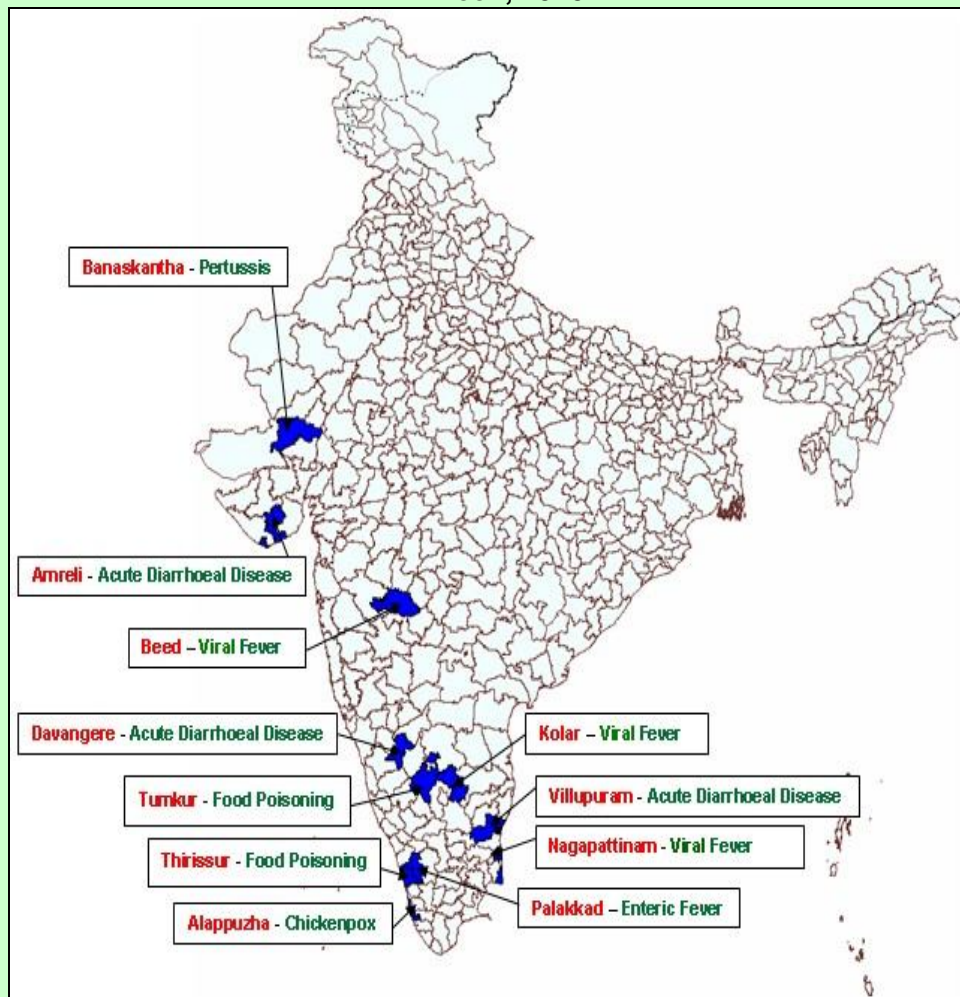 Banaskantha - Pertussis
Amreli - Acute Diarrhoeal Disease
Beed – Viral Fever
Davangere - Acute Diarrhoeal Disease
Kolar – Viral Fever
Tumkur - Food Poisoning
Villupuram - Acute Diarrhoeal Disease
Nagapattinam - Viral Fever
Thirissur - Food Poisoning
Palakkad – Enteric Fever
Alappuzha - Chickenpox